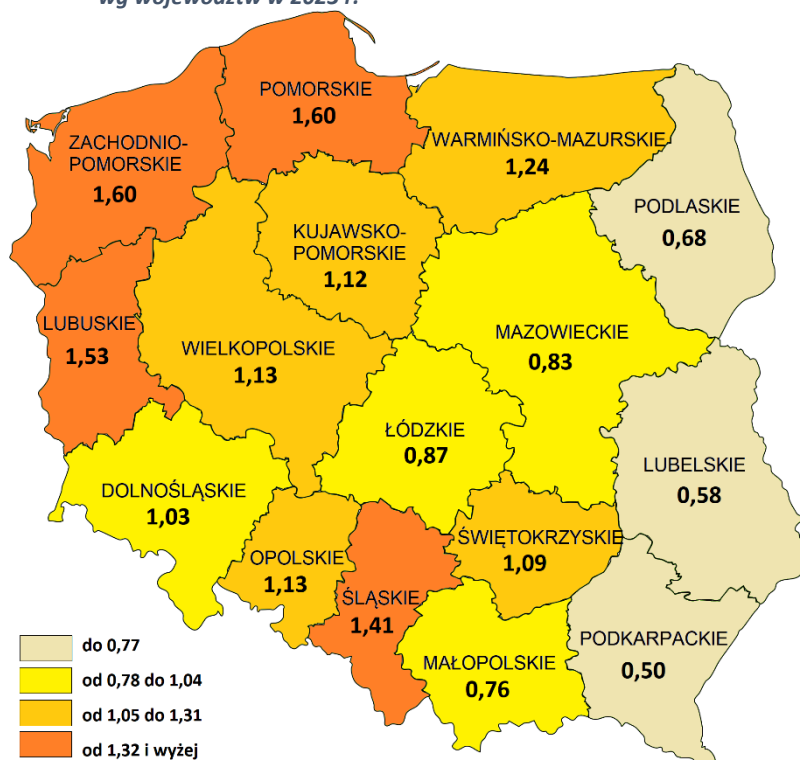 wg województw w 2023 r.
POMORSKIE
1,60
ZACHODNIO-
POMORSKIE
1,60
WARMIŃSKO-MAZURSKIE
1,24
PODLASKIE
0,68
KUJAWSKO-
POMORSKIE
1,12
LUBUSKIE
1,53
WIELKOPOLSKIE
1,13
MAZOWIECKIE
0,83
ŁÓDZKIE
0,87
LUBELSKIE
0,58
DOLNOŚLĄSKIE
1,03
OPOLSKIE
1,13
ŚLĄSKIE
1,41
ŚWIĘTOKRZYSKIE
1,09
MAŁOPOLSKIE
0,76
PODKARPACKIE
0,50
do 0,77
od 0,78 do 1,04
od 1,05 do 1,31
od 1,32 i wyżej